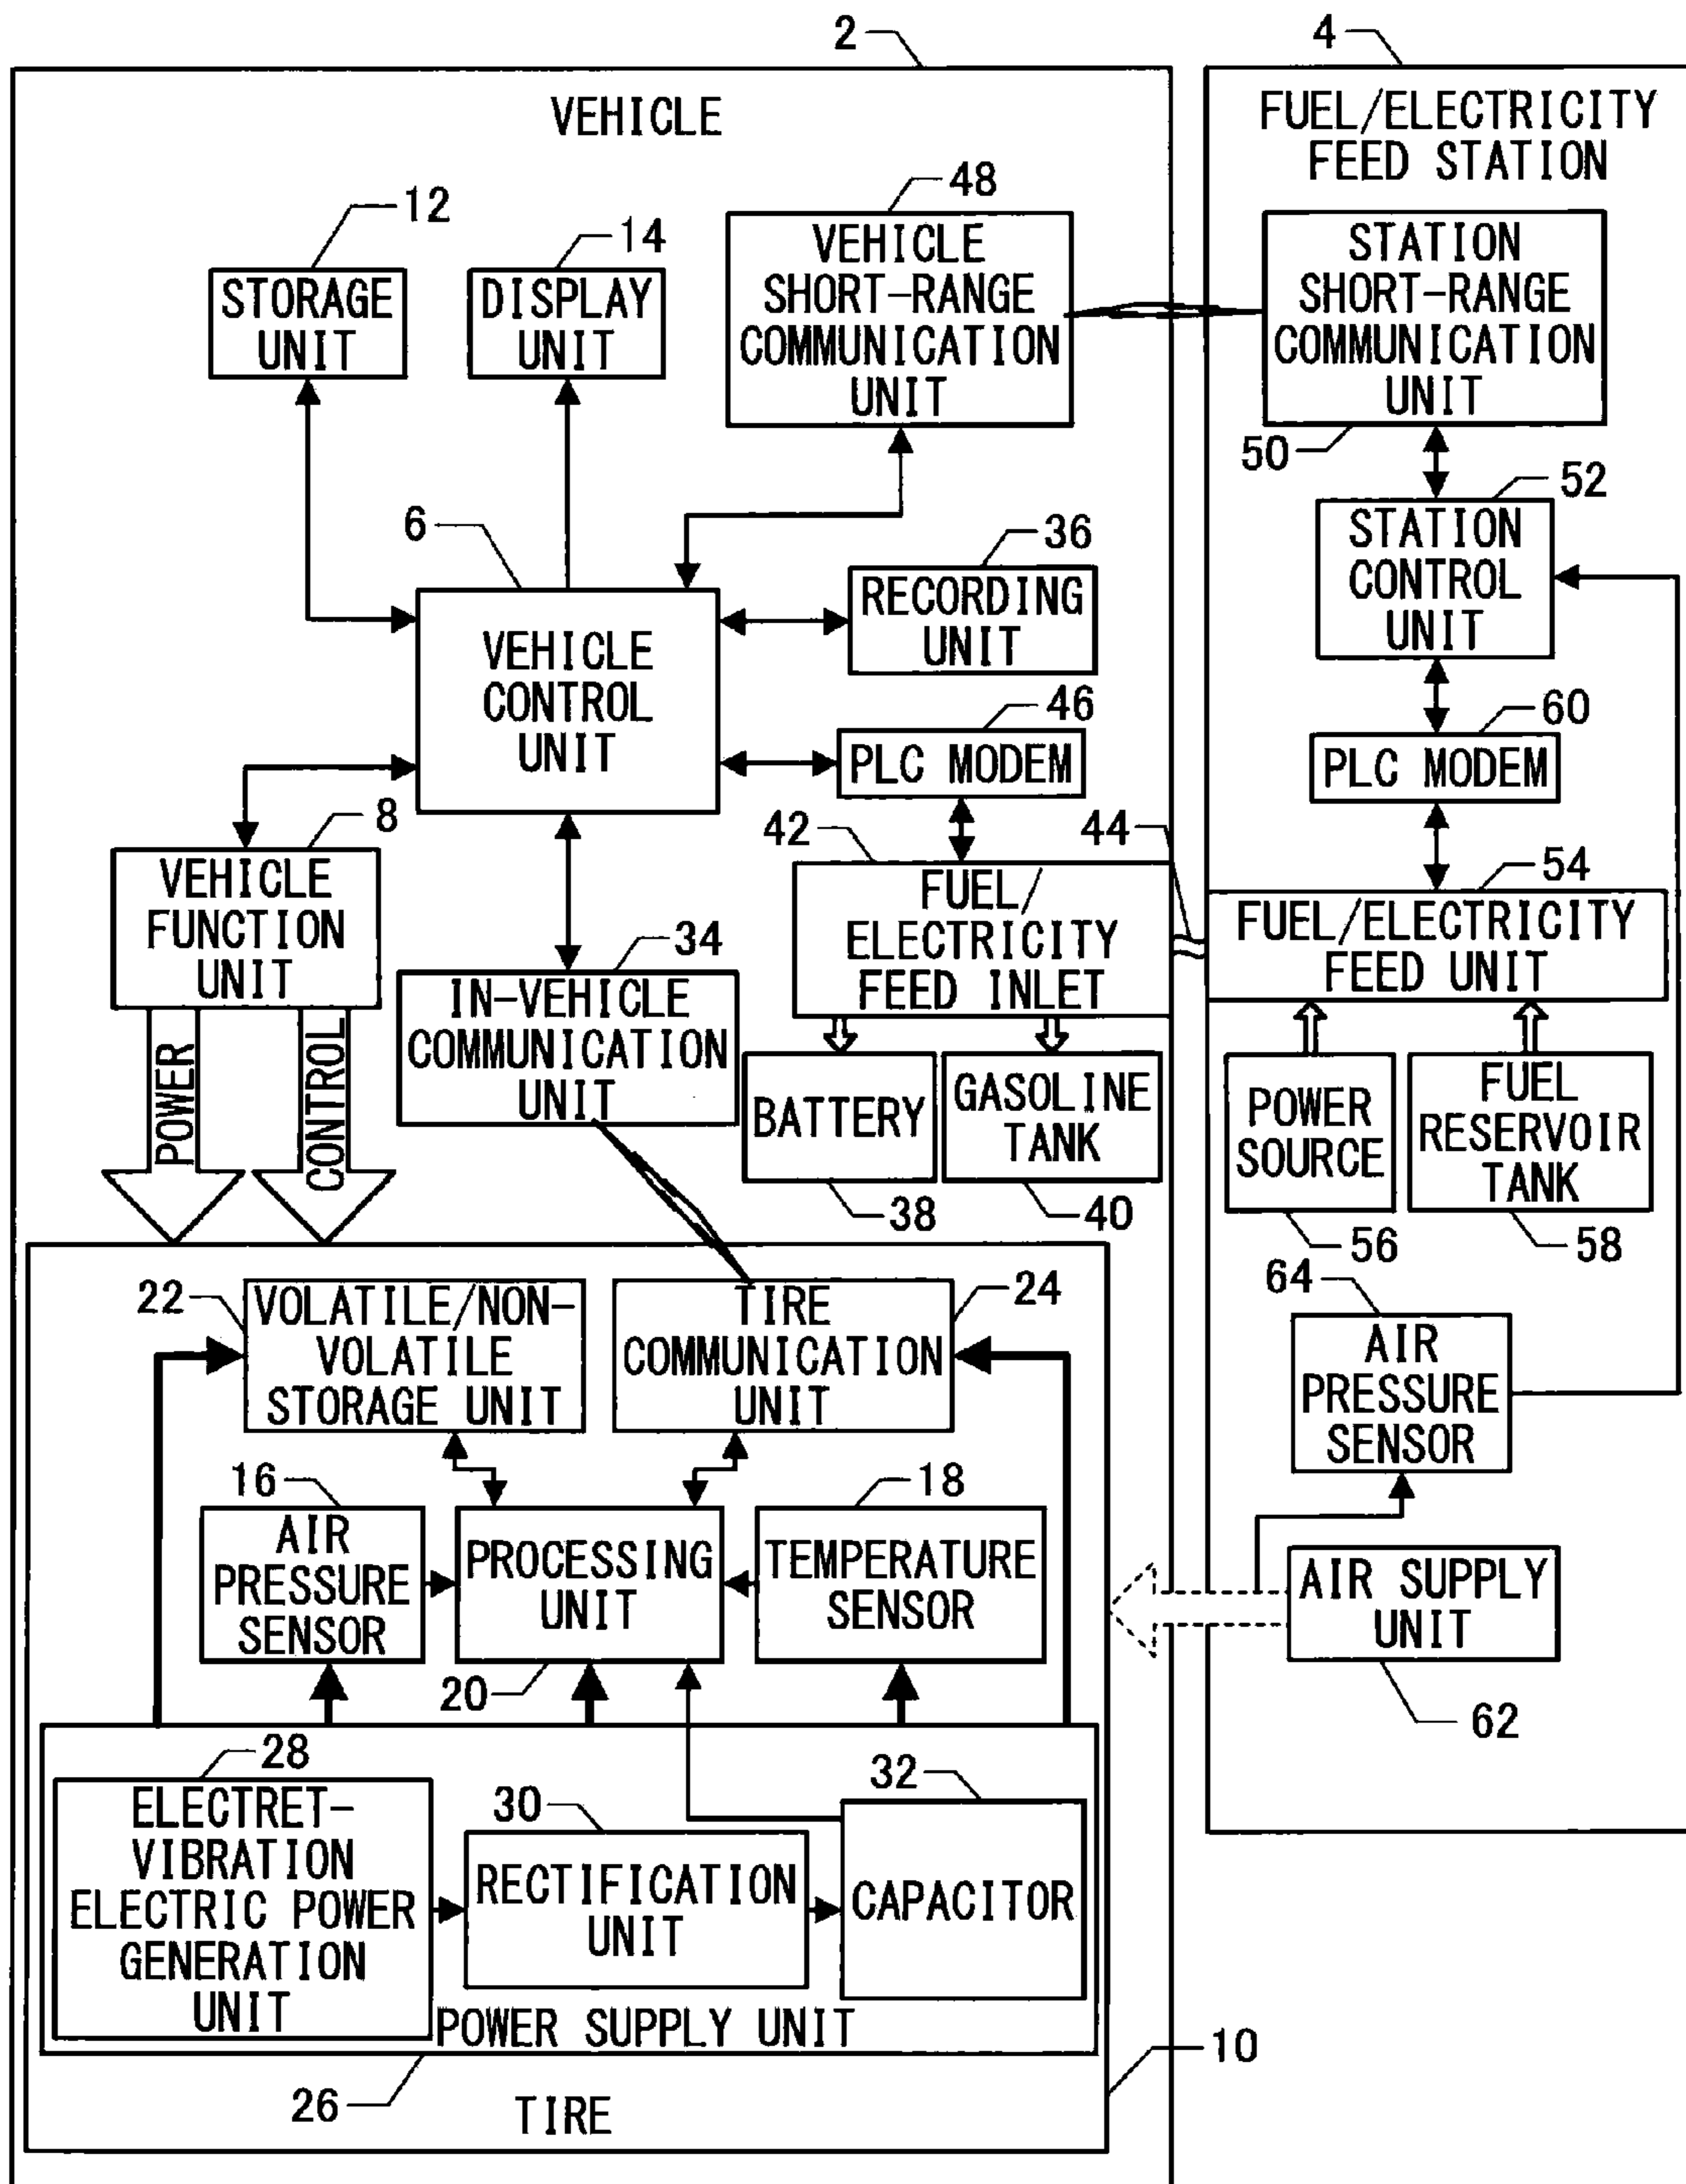 2
4
VEHICLE
FUEL/ELECTRICITY
FEED STATION
12
STORAGE
UNIT
14
DISPLAY
UNIT
48
VEHICLE
SHORT-RANGE
COMMUNICATION
UNIT
STATION
SHORT-RANGE
COMMUNICATION
UNIT
50
6
VEHICLE
CONTROL
UNIT
36
RECORDING
UNIT
52
STATION
CONTROL
UNIT
46
PLC MODEM
60
PLC MODEM
8
VEHICLE
FUNCTION
UNIT
34
IN-VEHICLE
COMMUNICATION
UNIT
42
FUEL/
ELECTRICITY
FEED INLET
44
54
FUEL/ELECTRICITY
FEED UNIT
POWER
CONTROL
BATTERY
38
GASOLINE
TANK
40
POWER
SOURCE
56
FUEL
RESERVOIR
TANK
58
22
VOLATILE/NON-
VOLATILE
STORAGE UNIT
TIRE
COMMUNICATION
UNIT
24
64
AIR
PRESSURE
SENSOR
16
AIR
PRESSURE
SENSOR
PROCESSING
UNIT
20
18
TEMPERATURE
SENSOR
AIR SUPPLY
UNIT
62
28
ELECTRET-
VIBRATION
ELECTRIC POWER
GENERATION
UNIT
30
RECTIFICATION
UNIT
32
CAPACITOR
POWER SUPPLY UNIT
26
10
TIRE